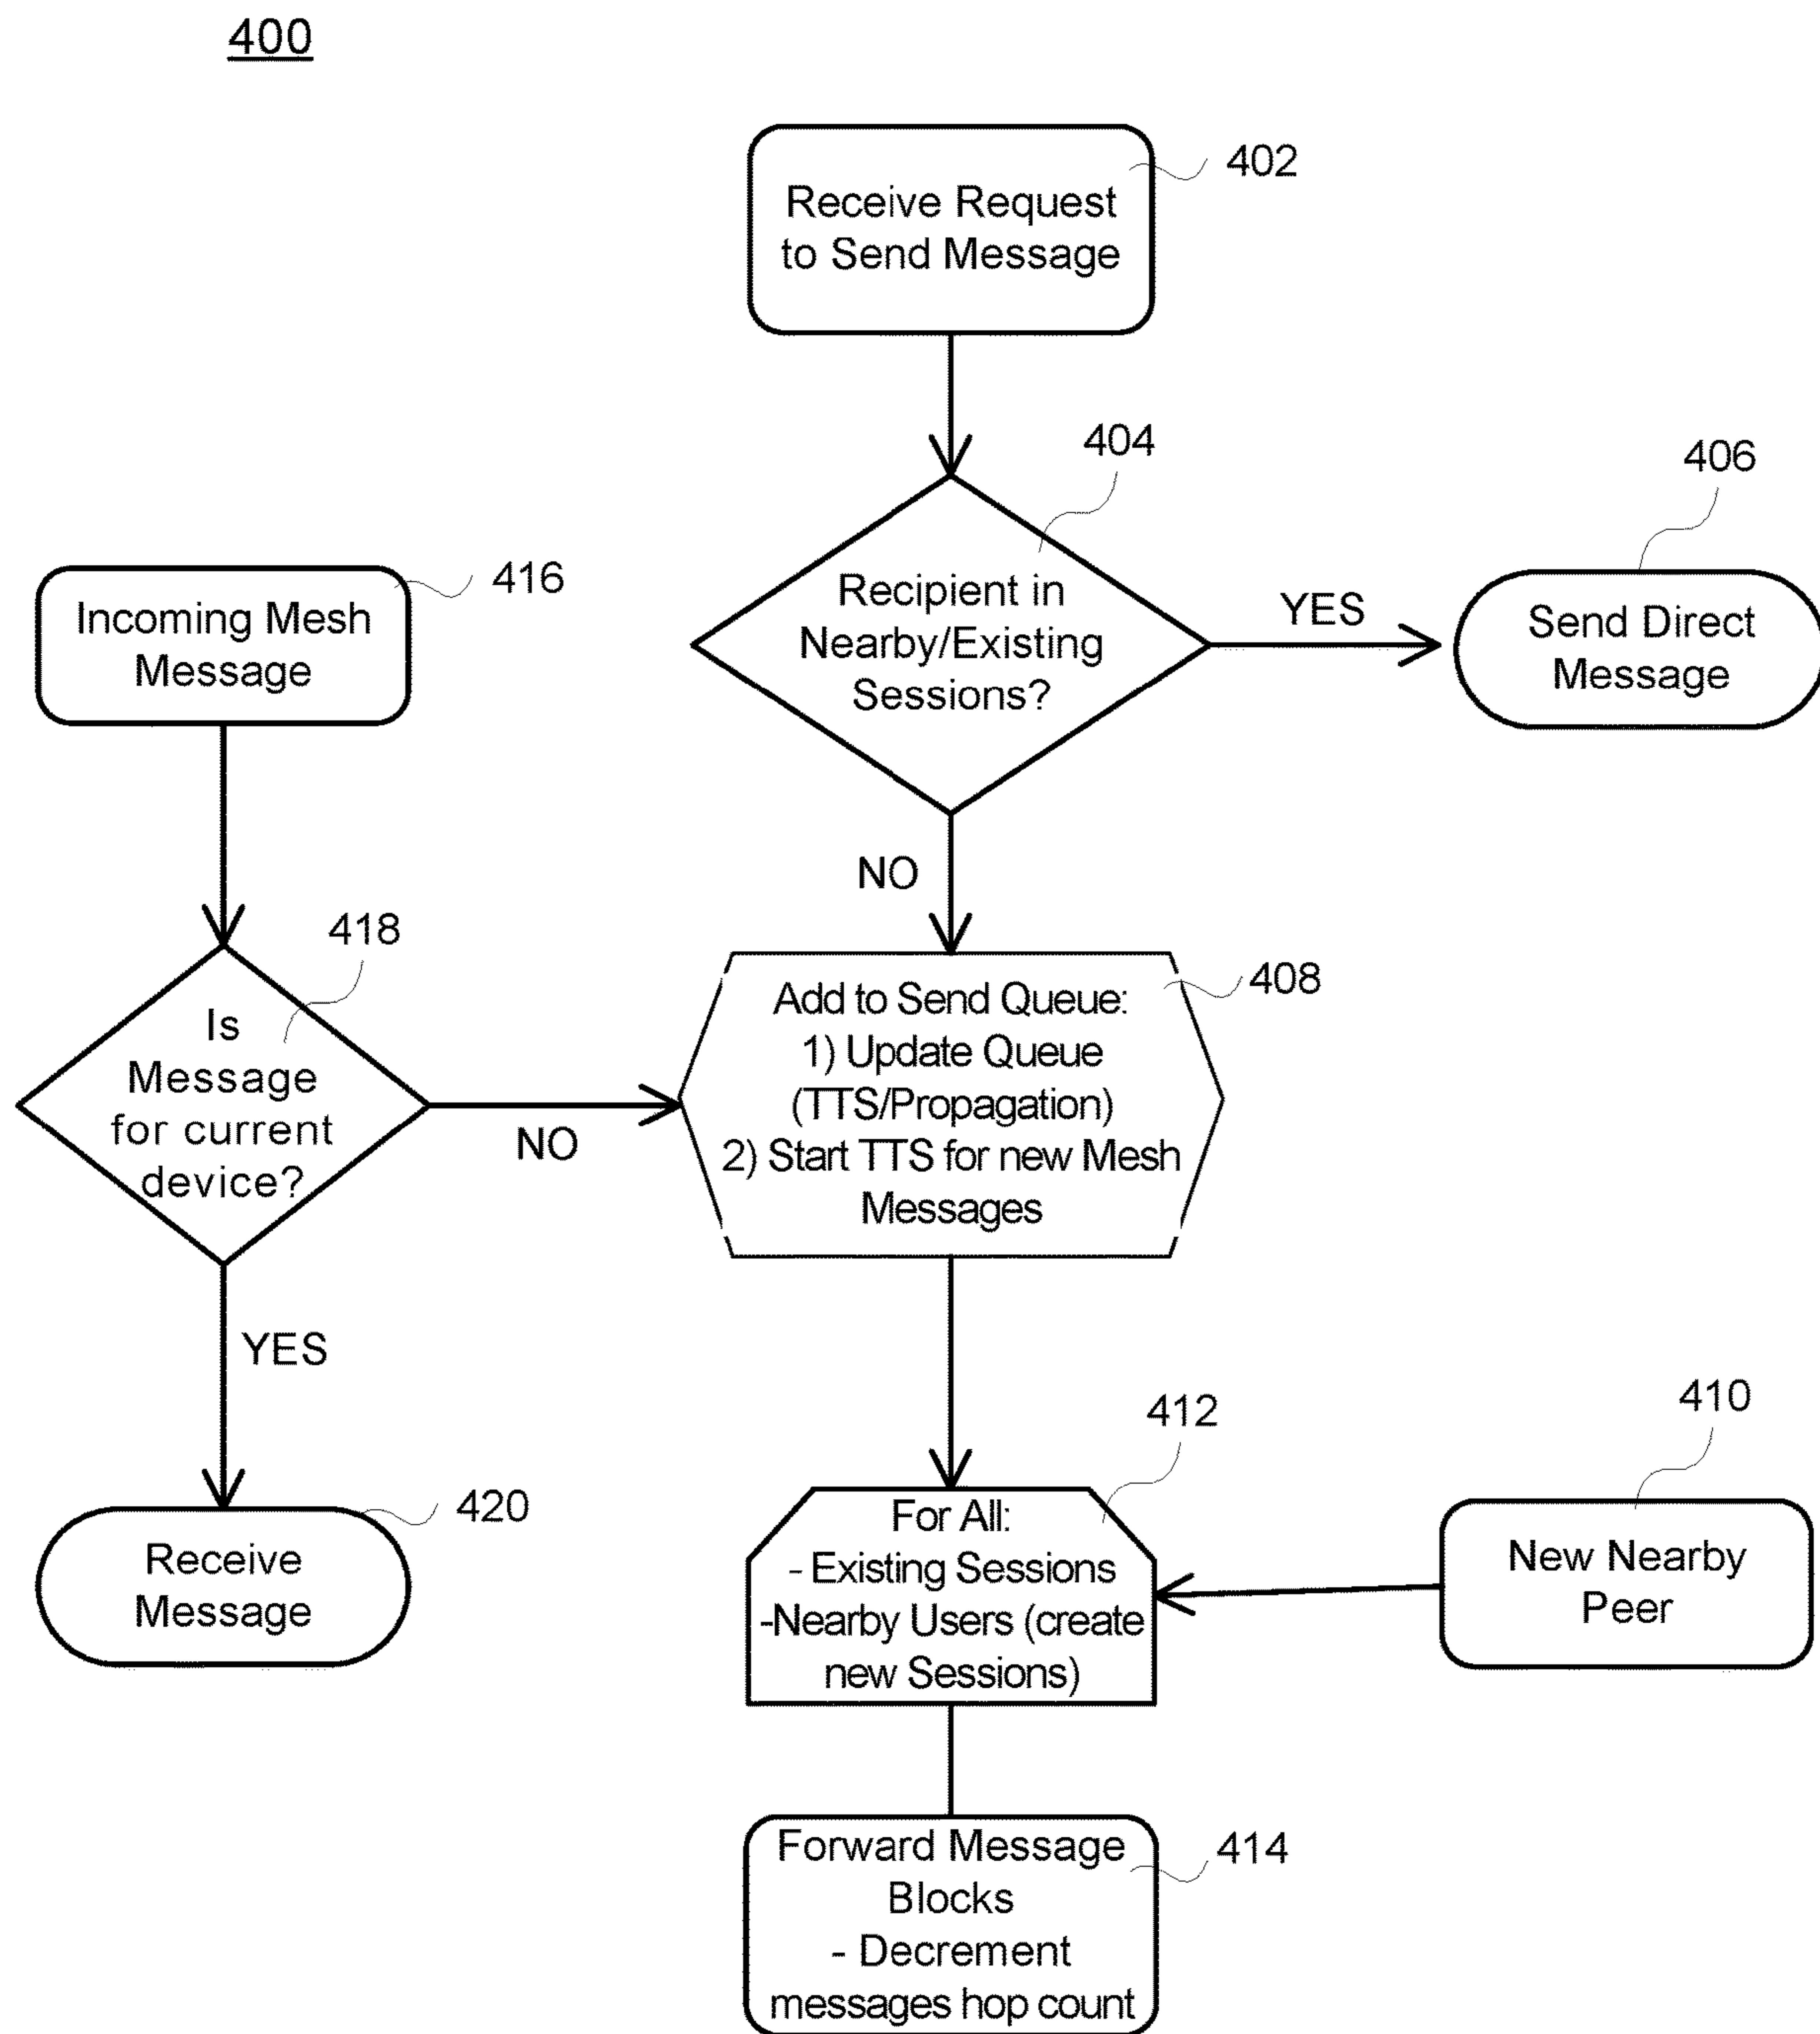 400
402
Receive Request
to Send Message
404
406
Recipient in
Nearby/Existing
Sessions?
YES
Send Direct
Message
416
Incoming Mesh
Message
NO
418
Is
Message
for current
device?
NO
408
Add to Send Queue:
1) Update Queue
(TTS/Propagation)
2) Start TTS for new Mesh
Messages
YES
420
Receive
Message
412
For All:
- Existing Sessions
-Nearby Users (create
new Sessions)
410
New Nearby
Peer
414
Forward Message
Blocks
- Decrement
messages hop count